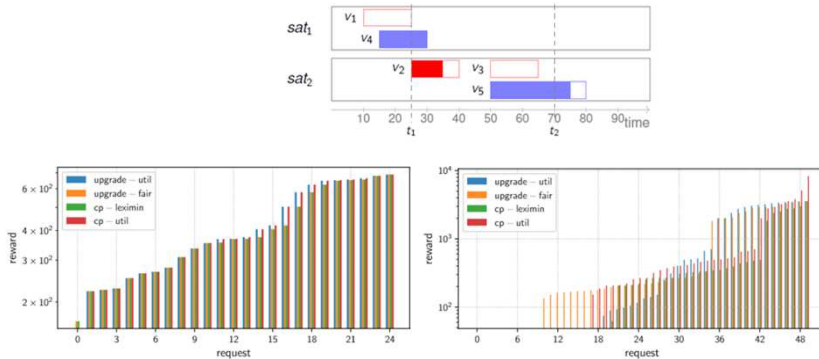 sat₁
v₁
v₄
sat₂
v₂
v₃
v₅
10 20 30 40 50 60 70 80 90 time
t₁ t₂
reward
6 × 10²
4 × 10²
3 × 10²
2 × 10²
upgrade − util
upgrade − fair
cp − leximin
cp − util
0 3 6 9 12 15 18 21 24
request
reward
10⁴
10³
10²
upgrade − util
upgrade − fair
cp − leximin
cp − util
0 6 12 18 24 30 36 42 48
request